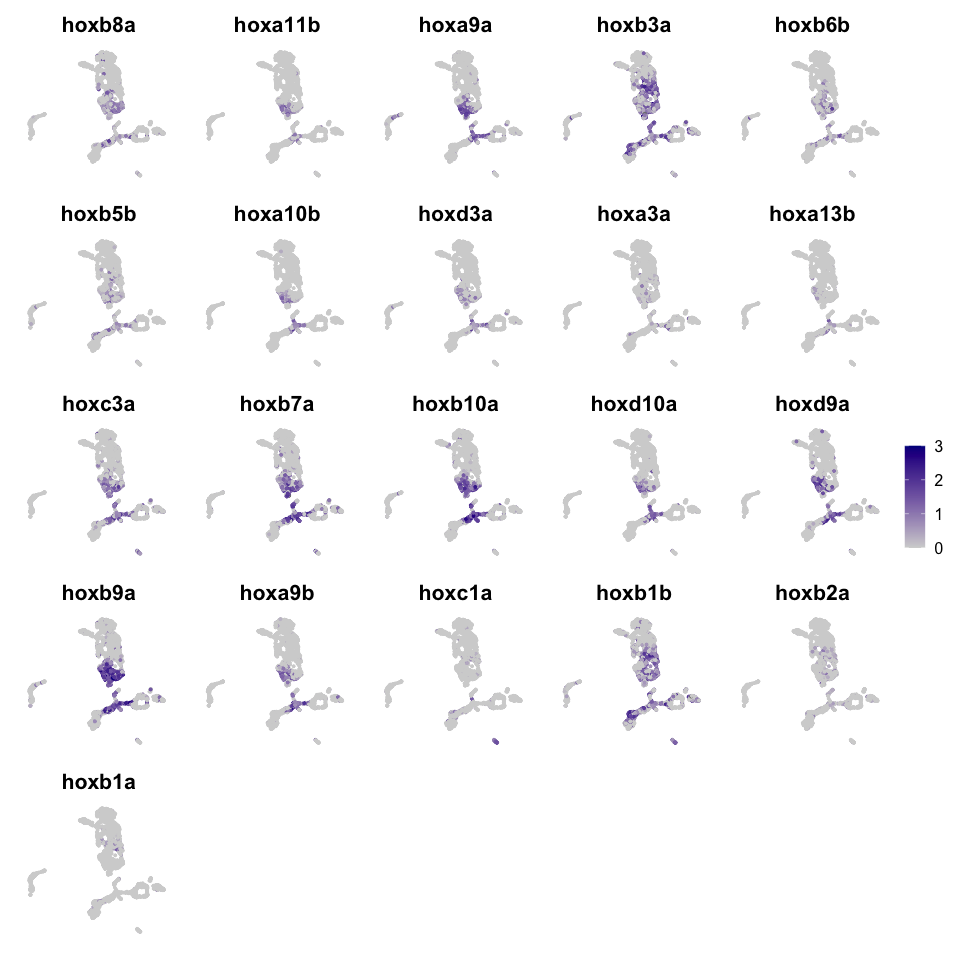 hoxb8a hoxa11b hoxa9a hoxb3a hoxb6b
hoxb5b hoxa10b hoxd3a hoxa3a hoxa13b
hoxc3a hoxb7a hoxb10a hoxd10a hoxd9a
3
2
1
0
hoxb9a hoxa9b hoxc1a hoxb1b hoxb2a
hoxb1a